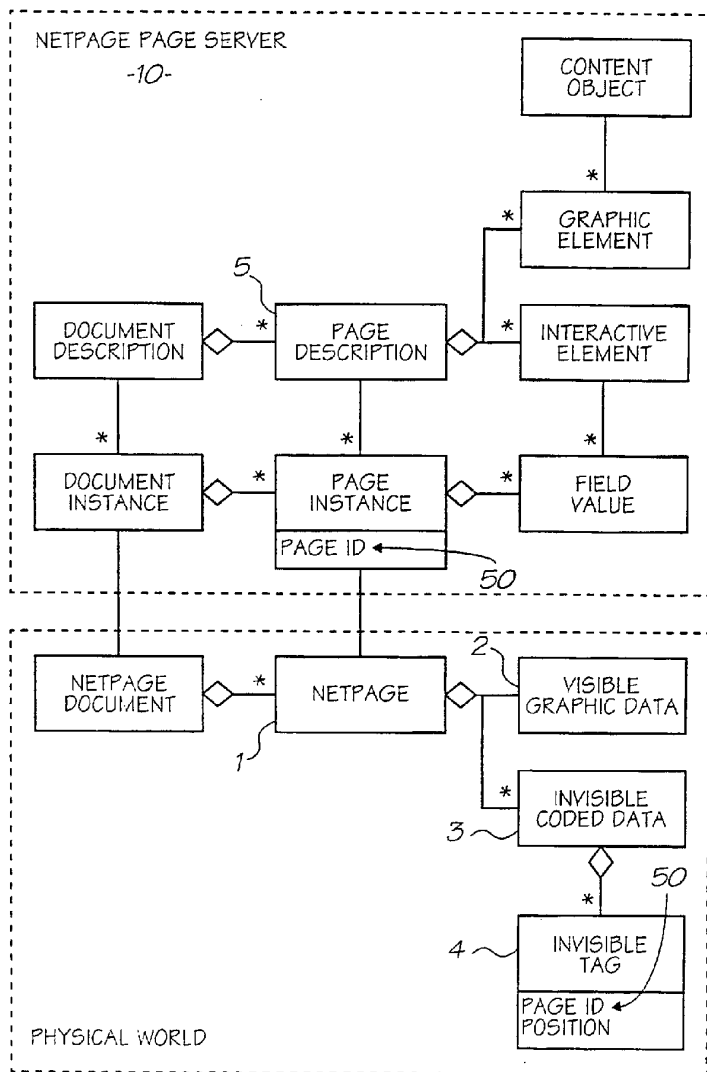 NETPAGE PAGE SERVER
-10-
CONTENT
OBJECT
*
*
GRAPHIC
ELEMENT
5
DOCUMENT
DESCRIPTION
*
PAGE
DESCRIPTION
*
INTERACTIVE
ELEMENT
*
*
*
DOCUMENT
INSTANCE
*
PAGE
INSTANCE
*
FIELD
VALUE
PAGE ID
50
NETPAGE
DOCUMENT
*
NETPAGE
1
2
VISIBLE
GRAPHIC DATA
*
INVISIBLE
CODED DATA
3
*
50
4
INVISIBLE
TAG
PAGE ID
POSITION
PHYSICAL WORLD